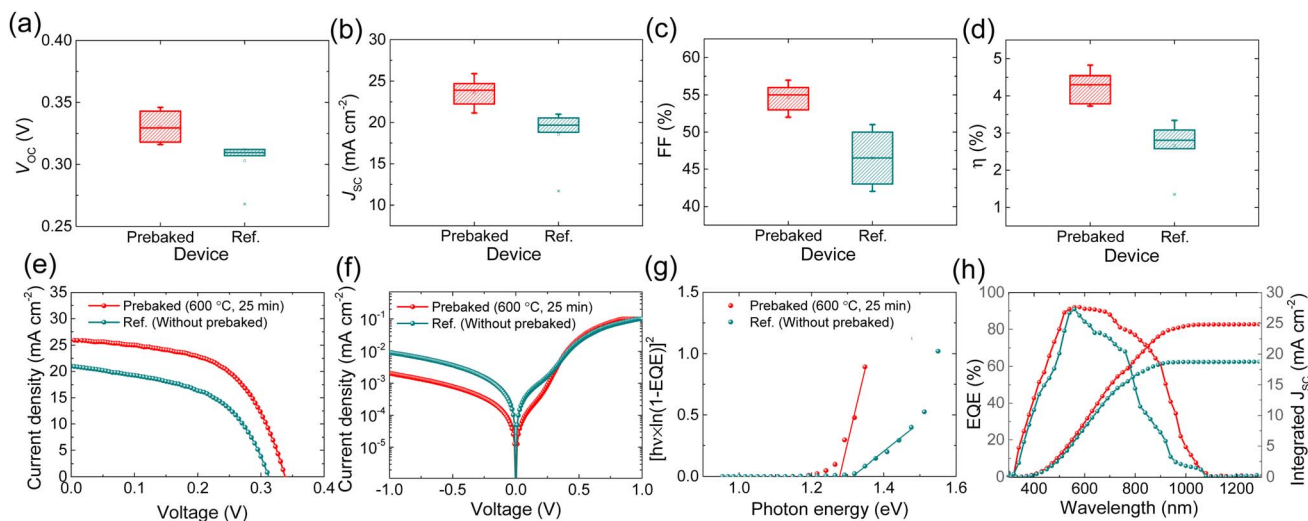 (a)
0.40
0.35
0.30
0.25
V_OC (V)
Prebaked Ref.
Device
(b)
30
25
20
15
10
J_SC (mA cm⁻²)
Prebaked Ref.
Device
(c)
60
55
50
45
40
FF (%)
Prebaked Ref.
Device
(d)
5
4
3
2
1
η (%)
Prebaked Ref.
Device
(e)
Prebaked (600 °C, 25 min)
Ref. (Without prebaked)
35
30
25
20
15
10
5
0
Current density (mA cm⁻²)
0.0 0.1 0.2 0.3 0.4
Voltage (V)
(f)
Prebaked (600 °C, 25 min)
Ref. (Without prebaked)
10⁻¹
10⁻²
10⁻³
10⁻⁴
10⁻⁵
Current density (mA cm⁻²)
-1.0 -0.5 0.0 0.5 1.0
Voltage (V)
(g)
Prebaked (600 °C, 25 min)
Ref. (Without prebaked)
1.5
1.0
0.5
0.0
[hv×ln(1-EQE)]²
1.0 1.2 1.4 1.6
Photon energy (eV)
(h)
100
80
60
40
20
0
EQE (%)
30
25
20
15
10
5
0
Integrated J_SC (mA cm⁻²)
400 600 800 1000 1200
Wavelength (nm)